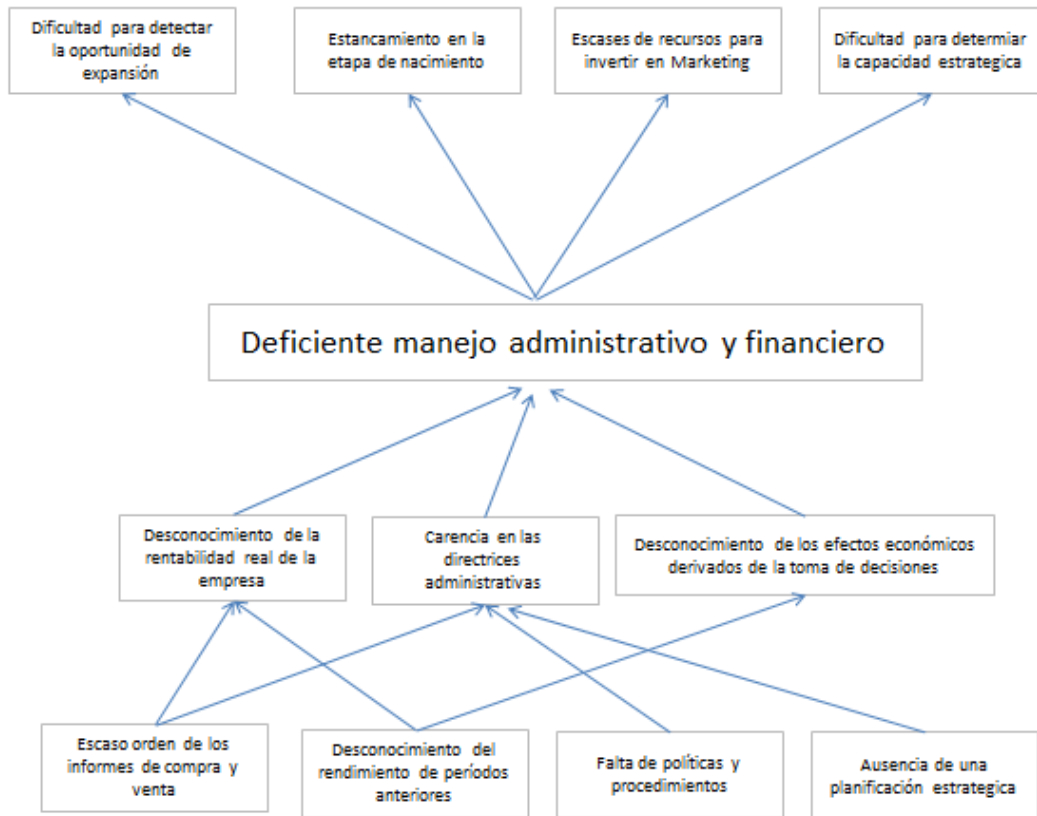 Dificultad para detectar
la oportunidad de
expansión
Estancamiento en la
etapa de nacimiento
Escases de recursos para
invertir en Marketing
Dificultad para determiar
la capacidad estrategica
Deficiente manejo administrativo y financiero
Desconocimiento de la
rentabilidad real de la
empresa
Carencia en las
directrices
administrativas
Desconocimiento de los efectos económicos
derivados de la toma de decisiones
Escaso orden de los
informes de compra y
venta
Desconocimiento del
rendimiento de períodos
anteriores
Falta de políticas y
procedimientos
Ausencia de una
planificación estrategica